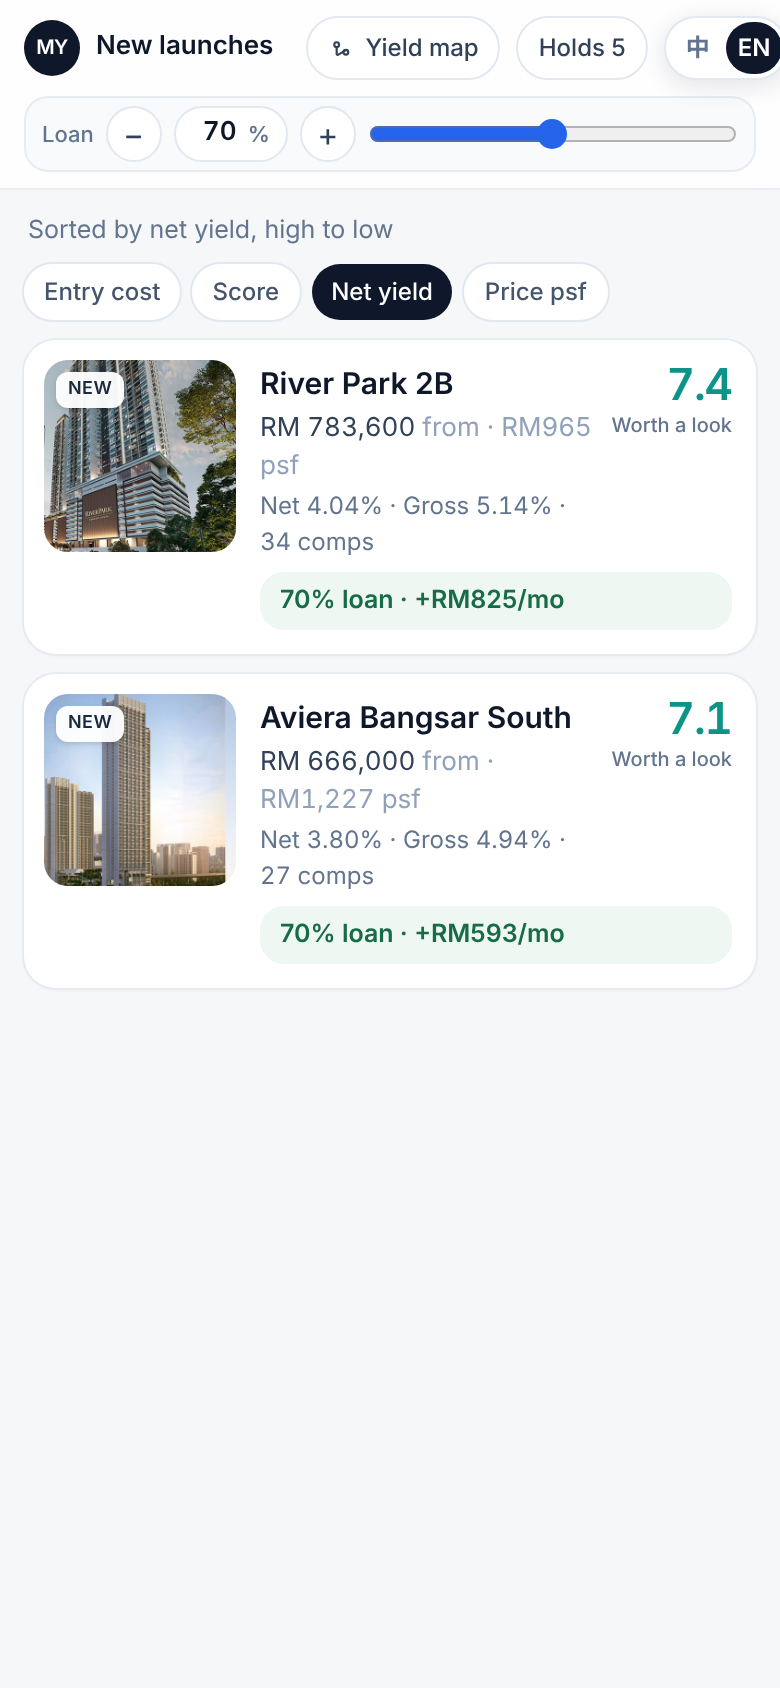 MY New launches Yield map Holds 5 中 EN
Loan − 70 % +
Sorted by net yield, high to low
Entry cost Score Net yield Price psf
NEW
RIVER PARK
River Park 2B
7.4
RM 783,600 from · RM965
psf
Worth a look
Net 4.04% · Gross 5.14% ·
34 comps
70% loan · +RM825/mo
NEW
Aviera Bangsar South
7.1
RM 666,000 from ·
RM1,227 psf
Worth a look
Net 3.80% · Gross 4.94% ·
27 comps
70% loan · +RM593/mo